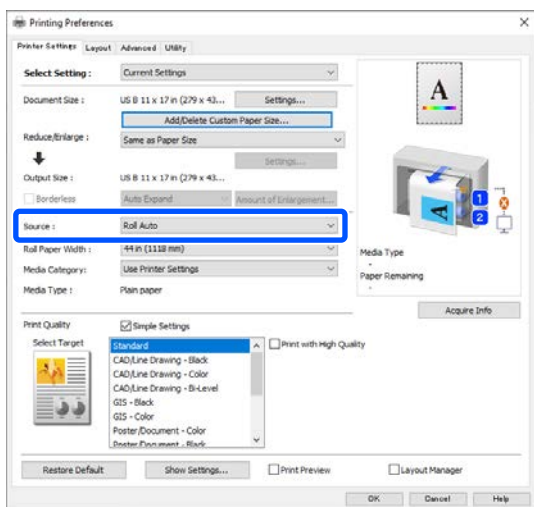 Printing Preferences
Printer Settings Layout Advanced Utility
Select Setting : Current Settings
Document Size : US B 11 x 17 in (279 x 43... Settings...
Add/Delete Custom Paper Size...
Reduce/Enlarge : Same as Paper Size
Settings...
Output Size : US B 11 x 17 in (279 x 43...
Borderless Auto Expand Amount of Enlargement...
Source : Roll Auto
Roll Paper Width : 44 in (1118 mm)
Media Category: Use Printer Settings
Media Type : Plain paper
A
A
1
2
Media Type
-
Paper Remaining
-
Acquire Info
Print Quality Simple Settings
Select Target
Standard
CAD/Line Drawing - Black
CAD/Line Drawing - Color
CAD/Line Drawing - Bi-Level
GIS - Black
GIS - Color
Poster/Document - Color
Poster/Document - Black
Print with High Quality
Restore Default Show Settings... Print Preview Layout Manager
OK Cancel Help